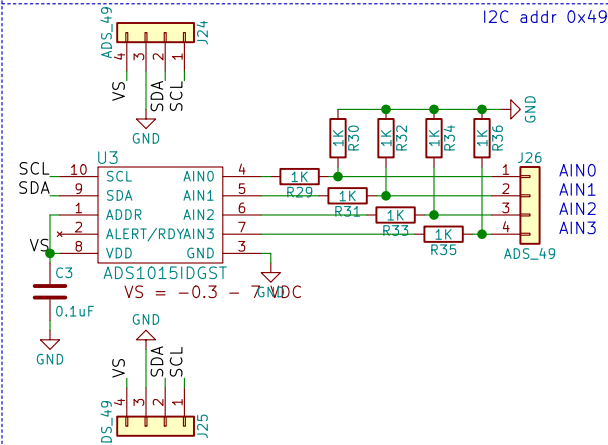 I2C addr 0x49
ADS_49
J24
4
3
2
1
VS
SDA
SCL
GND
GND
1K
R30
1K
R32
1K
R34
1K
R36
U3
J26
SCL
10
SCL
AIN0
4
1K
R29
1
AIN0
SDA
9
SDA
AIN1
5
1K
R31
2
AIN1
1
ADDR
AIN2
6
1K
R33
3
AIN2
2
ALERT/RDY
AIN3
7
1K
R35
4
AIN3
VS
8
VDD
GND
3
ADS_49
C3
ADS1015IDGST
VS = -0.3 - 7 VDC
GND
0.1uF
GND
GND
VS
SDA
SCL
4
3
2
1
DS_49
J25